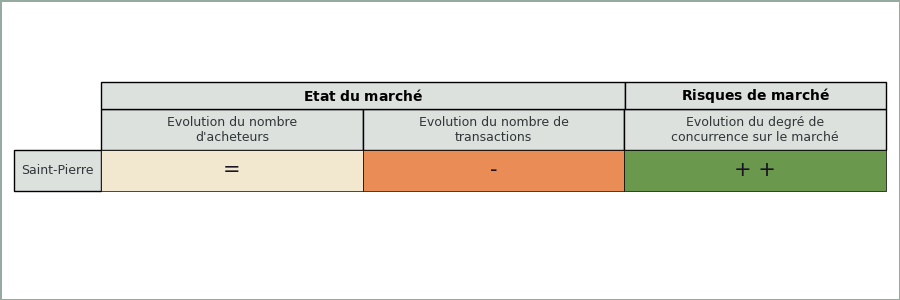 Etat du marché
Risques de marché
Evolution du nombre
d'acheteurs
Evolution du nombre de
transactions
Evolution du degré de
concurrence sur le marché
Saint-Pierre
=
-
+ +